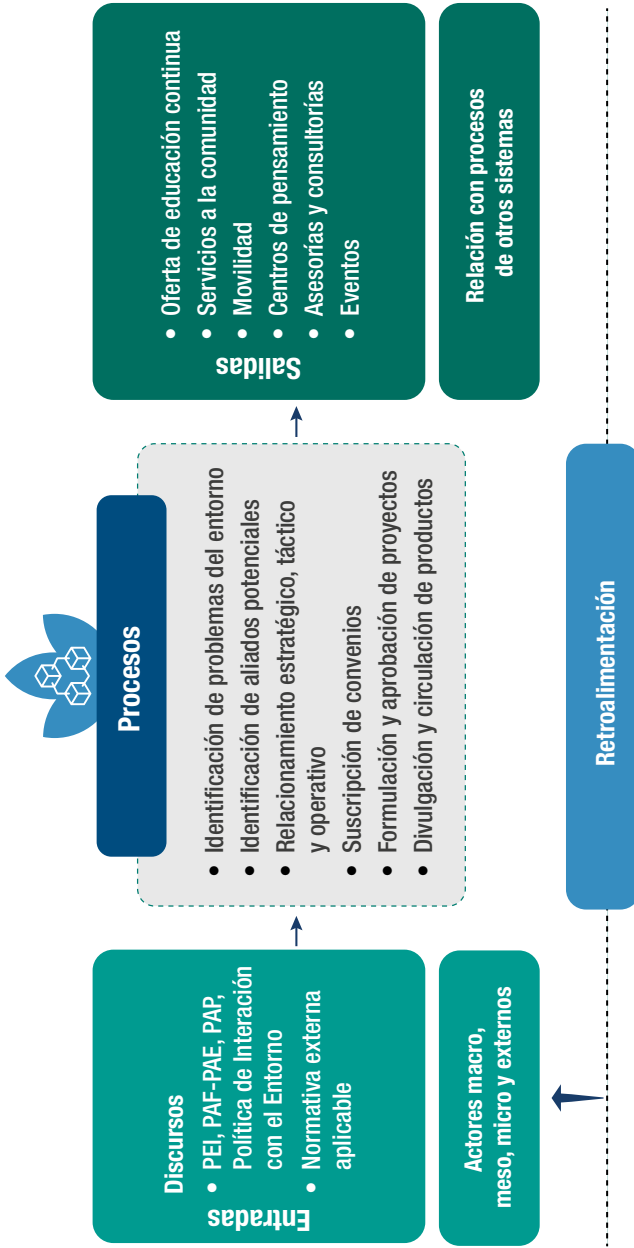 Entradas
Discursos
• PEI, PAF-PAE, PAP,
Política de Interación
con el Entorno
• Normativa externa
aplicable
Actores macro,
meso, micro y externos
Procesos
• Identificación de problemas del entorno
• Identificación de aliados potenciales
• Relacionamiento estratégico, táctico
y operativo
• Suscripción de convenios
• Formulación y aprobación de proyectos
• Divulgación y circulación de productos
Salidas
• Oferta de educación continua
• Servicios a la comunidad
• Movilidad
• Centros de pensamiento
• Asesorías y consultorías
• Eventos
Relación con procesos
de otros sistemas
Retroalimentación